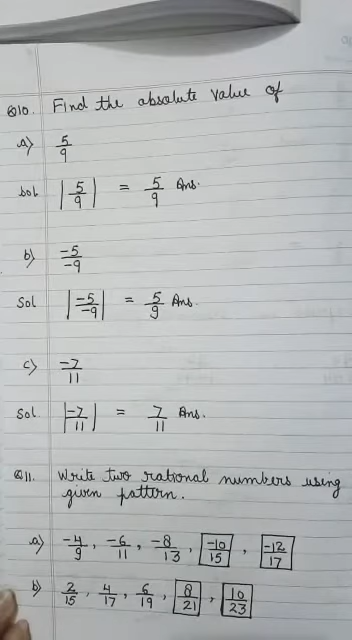 Q10. Find the absolute value of
a) 5/9
Sol |5/9| = 5/9 Ans.
b) -5/-9
Sol |-5/-9| = 5/9 Ans.
c) -7/11
Sol. |-7/11| = 7/11 Ans.
Q11. Write two rational numbers using
given pattern.
a) -4/9, -6/11, -8/13, -10/15, -12/17
b) 2/15, 4/17, 6/19, 8/21, 10/23